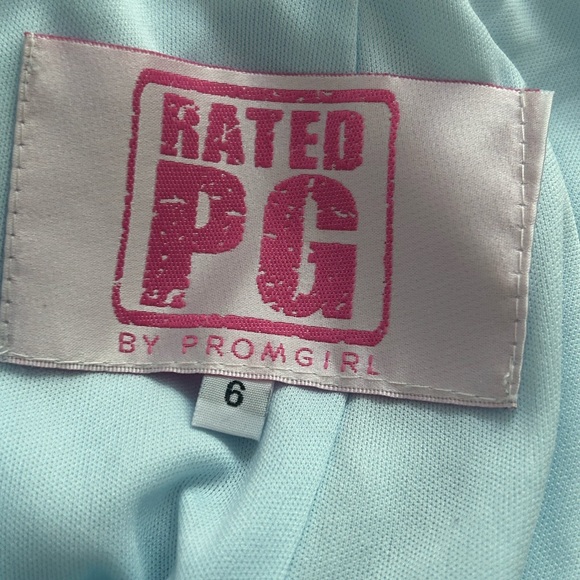 RATED
PG
BY PROMGIRL
6